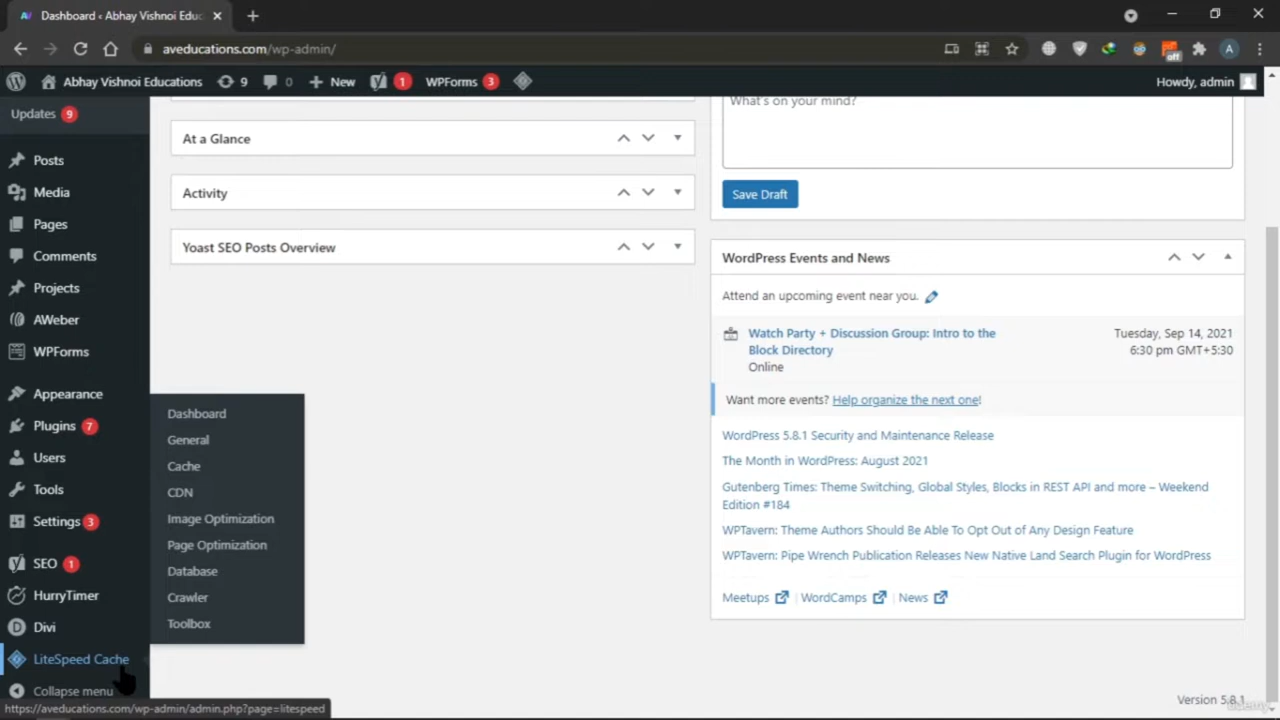 Dashboard ‹ Abhay Vishnoi Educ
aveducations.com/wp-admin/
off
A
Abhay Vishnoi Educations
9
0
New
1
WPForms
3
Howdy, admin
Updates
9
What's on your mind?
Posts
At a Glance
Media
Activity
Save Draft
Pages
Yoast SEO Posts Overview
Comments
WordPress Events and News
Projects
Attend an upcoming event near you.
AWeber
Watch Party + Discussion Group: Intro to the
Block Directory
Online
Tuesday, Sep 14, 2021
6:30 pm GMT+5:30
WPForms
Want more events? Help organize the next one!
Appearance
WordPress 5.8.1 Security and Maintenance Release
Plugins
7
The Month in WordPress: August 2021
Users
Gutenberg Times: Theme Switching, Global Styles, Blocks in REST API and more – Weekend
Edition #184
Tools
WPTavern: Theme Authors Should Be Able To Opt Out of Any Design Feature
Settings
3
WPTavern: Pipe Wrench Publication Releases New Native Land Search Plugin for WordPress
SEO
1
Meetups
WordCamps
News
HurryTimer
Divi
LiteSpeed Cache
Collapse menu
Dashboard
General
Cache
CDN
Image Optimization
Page Optimization
Database
Crawler
Toolbox
Version 5.8.1
udemy
https://aveducations.com/wp-admin/admin.php?page=litespeed